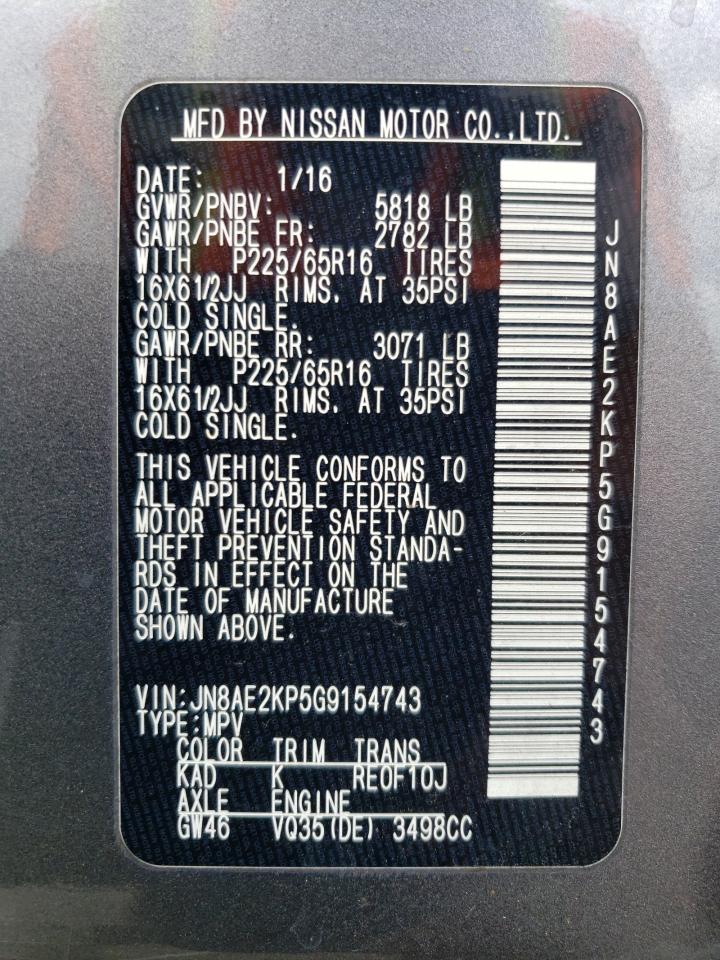 MFD BY NISSAN MOTOR CO.,LTD.
DATE: 1/16
GVWR/PNBV: 5818 LB
GAWR/PNBE FR: 2782 LB
WITH P225/65R16 TIRES
16X61/2JJ RIMS. AT 35PSI
COLD SINGLE.
GAWR/PNBE RR: 3071 LB
WITH P225/65R16 TIRES
16X61/2JJ RIMS. AT 35PSI
COLD SINGLE.
THIS VEHICLE CONFORMS TO
ALL APPLICABLE FEDERAL
MOTOR VEHICLE SAFETY AND
THEFT PREVENTION STANDA-
RDS IN EFFECT ON THE
DATE OF MANUFACTURE
SHOWN ABOVE.
VIN:JN8AE2KP5G9154743
TYPE:MPV
COLOR TRIM TRANS
KAD K RE0F10J
AXLE ENGINE
GW46 VQ35(DE) 3498CC
JN8AE2KP5G9154743